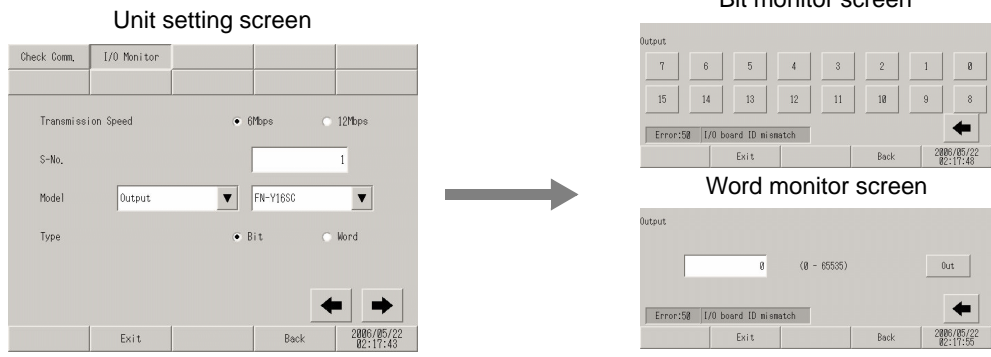 Unit setting screen
Check Comm. I/O Monitor
Transmission Speed 6Mbps 12Mbps
S-No. 1
Model Output FN-Y16SC
Type Bit Word
Exit Back 2006/05/22
02:17:43
Bit monitor screen
Output
7 6 5 4 3 2 1 0
15 14 13 12 11 10 9 8
Error:50 I/O board ID mismatch
Exit Back 2006/05/22
02:17:48
Word monitor screen
Output
0 (0 - 65535) Out
Error:50 I/O board ID mismatch
Exit Back 2006/05/22
02:17:55